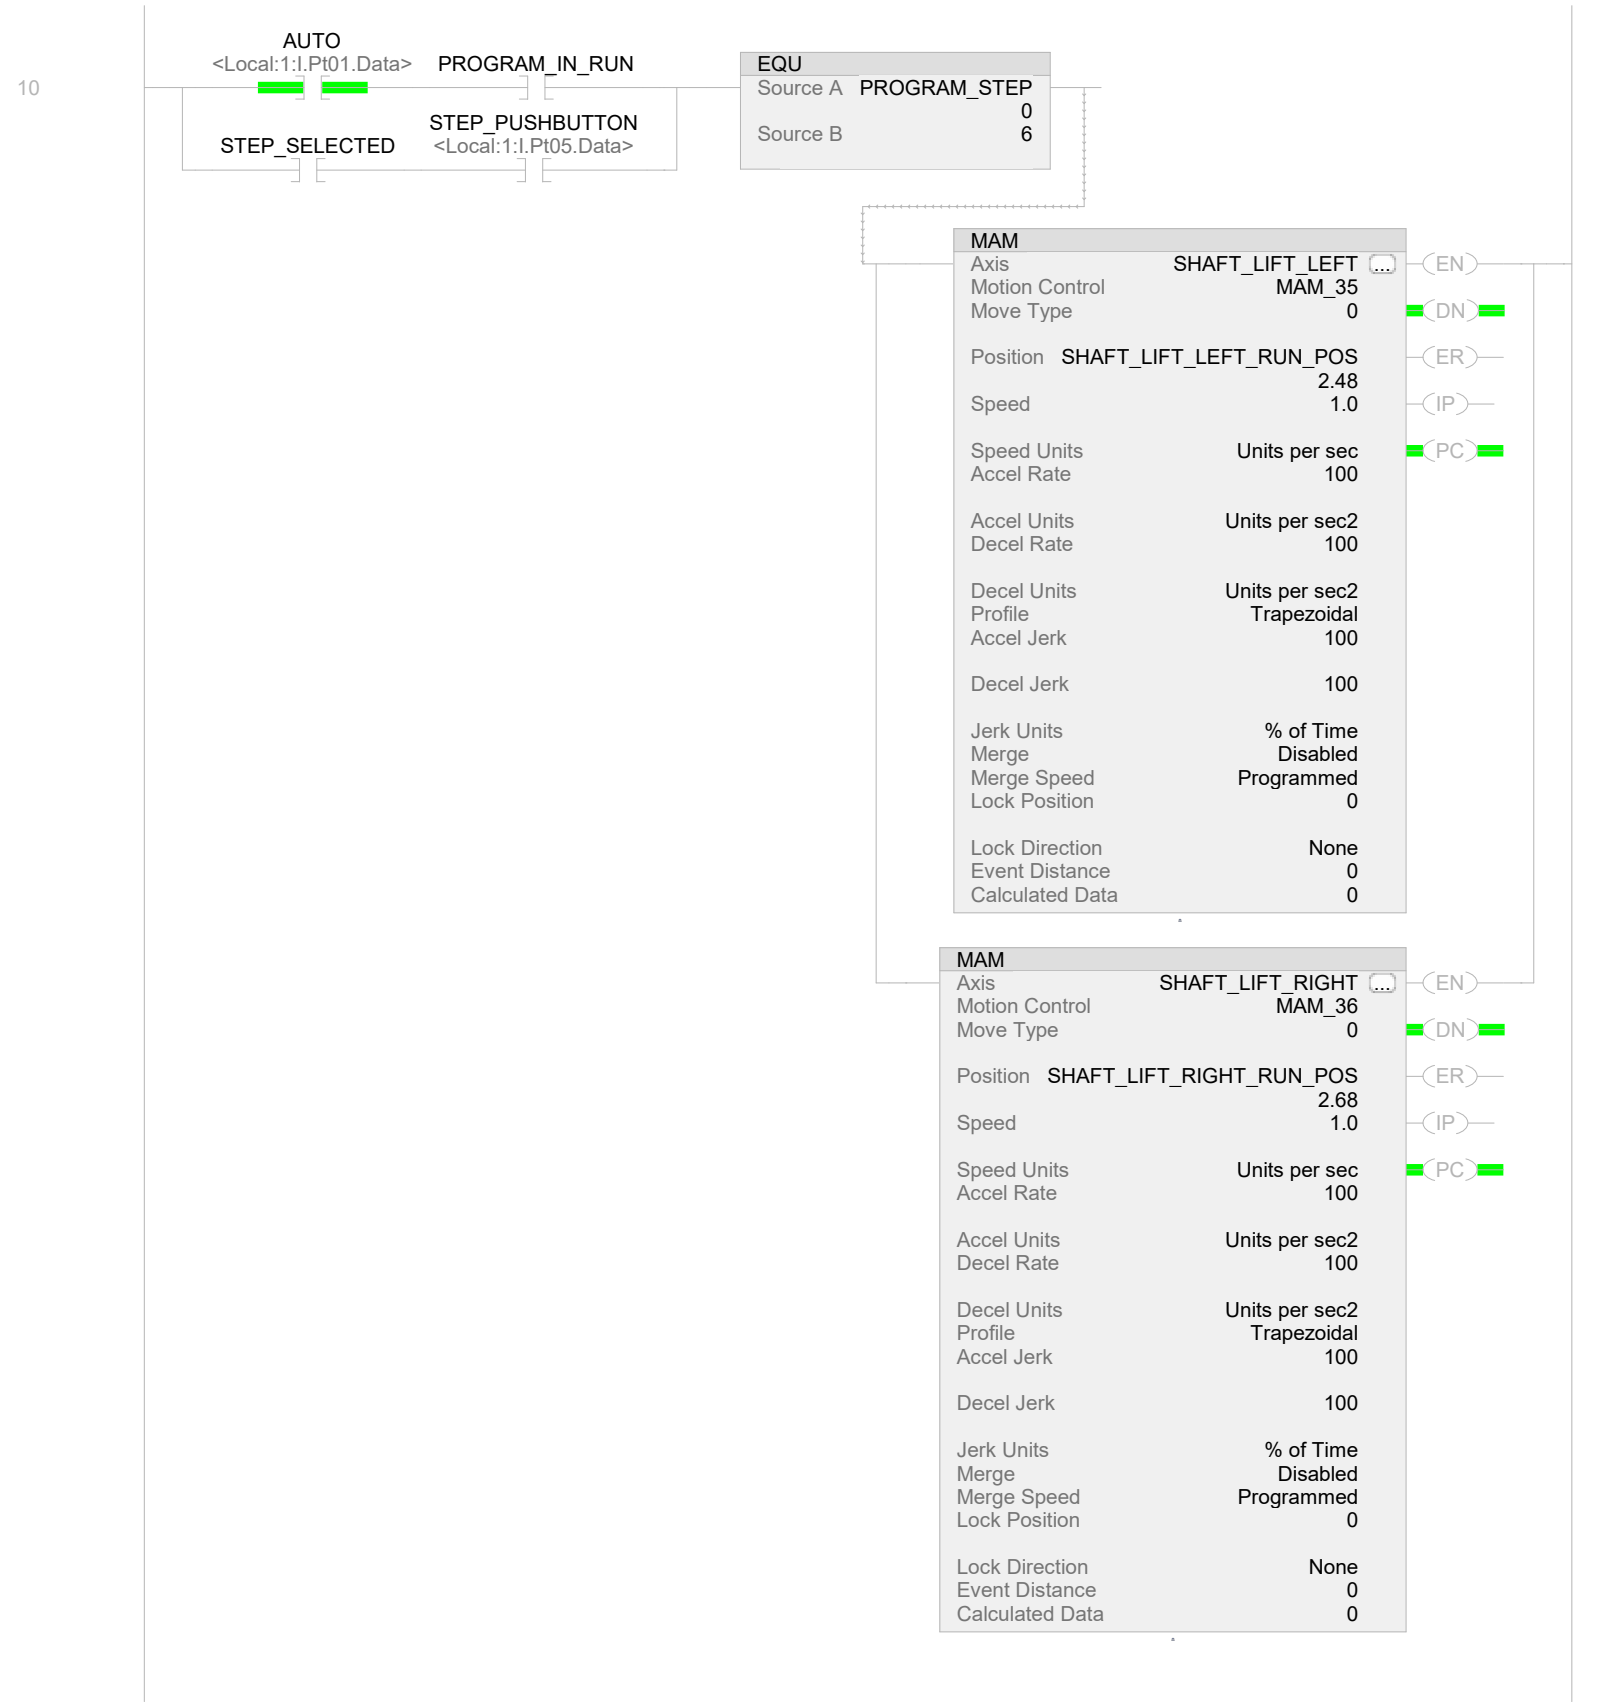 10
AUTO
<Local:1:I.Pt01.Data>
PROGRAM_IN_RUN
STEP_SELECTED
STEP_PUSHBUTTON
<Local:1:I.Pt05.Data>
EQU
Source A PROGRAM_STEP
0
Source B 6
MAM
Axis SHAFT_LIFT_LEFT ... EN
Motion Control MAM_35
Move Type 0 DN
Position SHAFT_LIFT_LEFT_RUN_POS ER
2.48
Speed 1.0 IP
Speed Units Units per sec PC
Accel Rate 100
Accel Units Units per sec2
Decel Rate 100
Decel Units Units per sec2
Profile Trapezoidal
Accel Jerk 100
Decel Jerk 100
Jerk Units % of Time
Merge Disabled
Merge Speed Programmed
Lock Position 0
Lock Direction None
Event Distance 0
Calculated Data 0
MAM
Axis SHAFT_LIFT_RIGHT ... EN
Motion Control MAM_36
Move Type 0 DN
Position SHAFT_LIFT_RIGHT_RUN_POS ER
2.68
Speed 1.0 IP
Speed Units Units per sec PC
Accel Rate 100
Accel Units Units per sec2
Decel Rate 100
Decel Units Units per sec2
Profile Trapezoidal
Accel Jerk 100
Decel Jerk 100
Jerk Units % of Time
Merge Disabled
Merge Speed Programmed
Lock Position 0
Lock Direction None
Event Distance 0
Calculated Data 0